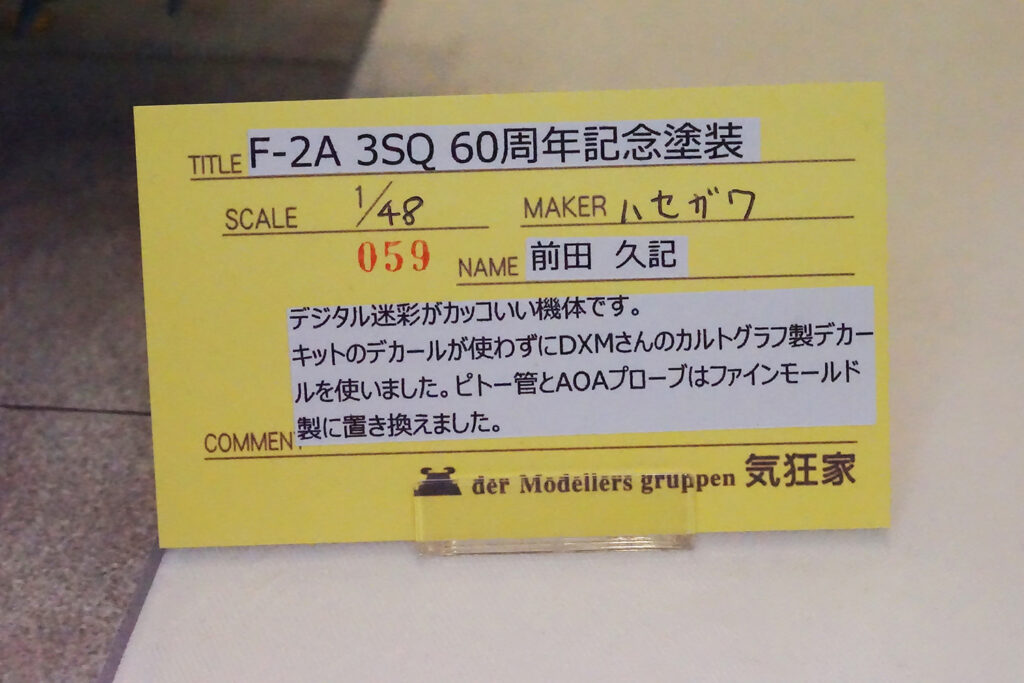 TITLE F-2A 3SQ 60周年記念塗装
SCALE 1/48 MAKER ハセガワ
059 NAME 前田 久記
デジタル迷彩がカッコいい機体です。
キットのデカールが使わずにDXMさんのカルトグラフ製デカー
ルを使いました。ピトー管とAOAプローブはファインモールド
製に置き換えました。
COMMENT
der Modellers gruppen 気狂家